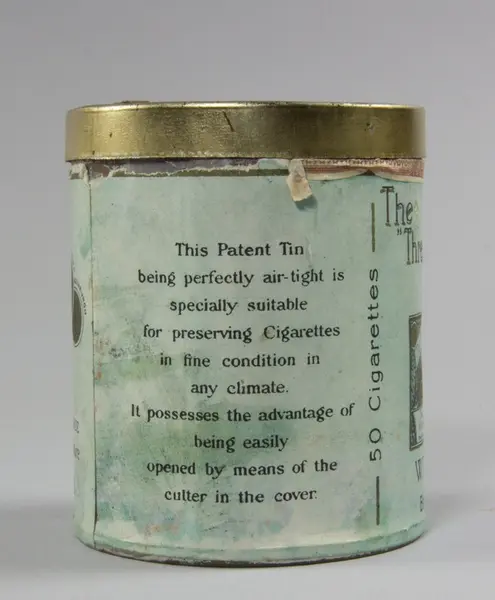 This Patent Tin
being perfectly air-tight is
specially suitable
for preserving Cigarettes
in fine condition in
any climate.
It possesses the advantage of
being easily
opened by means of the
culter in the cover.
50 Cigarettes
The
"Thre